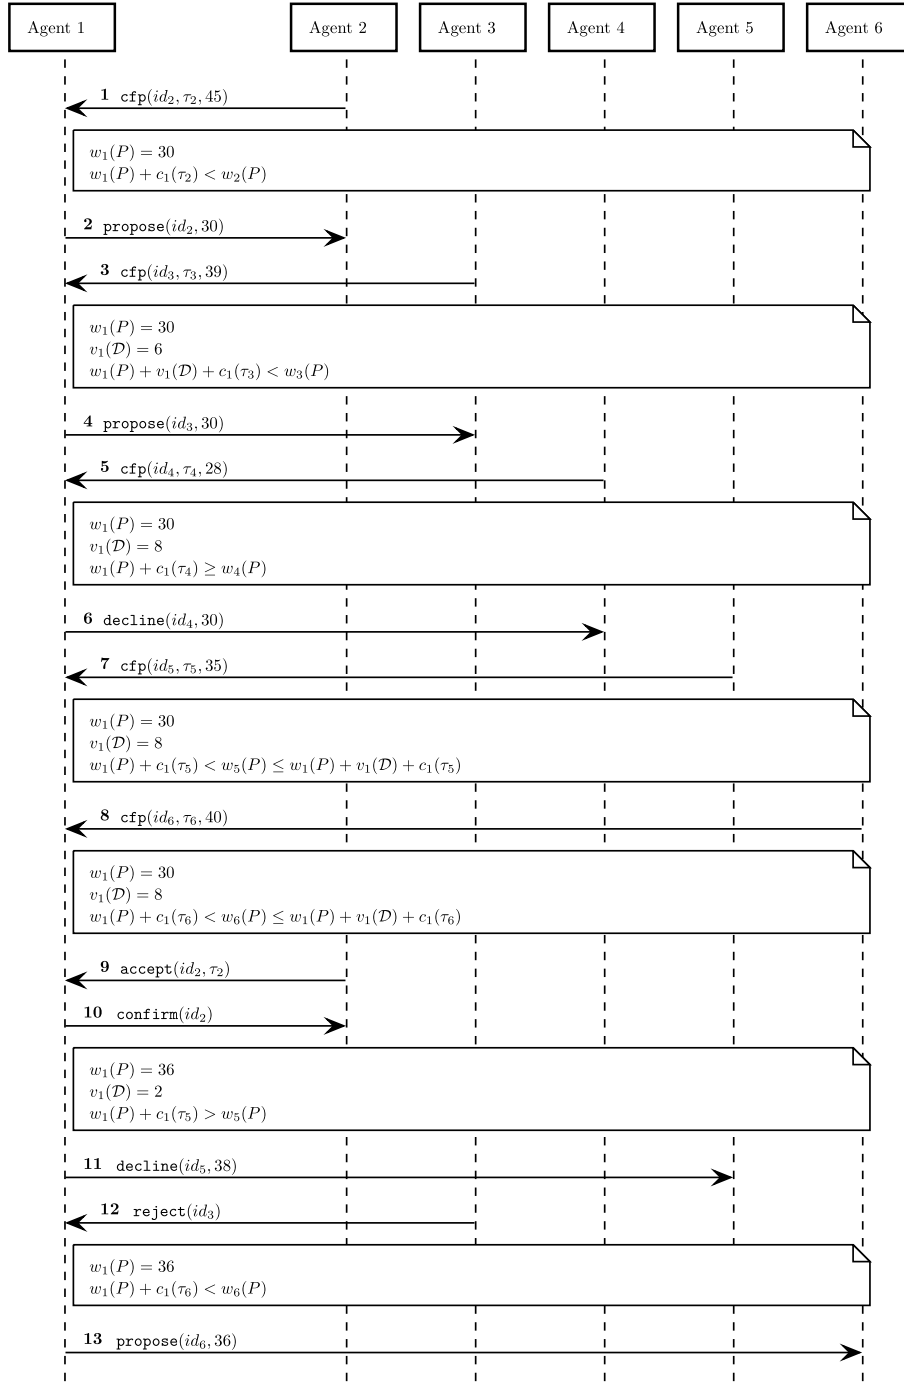 Agent 1 Agent 2 Agent 3 Agent 4 Agent 5 Agent 6
1 cfp(id₂, τ₂, 45)
w₁(P) = 30
w₁(P) + c₁(τ₂) < w₂(P)
2 propose(id₂, 30)
3 cfp(id₃, τ₃, 39)
w₁(P) = 30
v₁(𝒟) = 6
w₁(P) + v₁(𝒟) + c₁(τ₃) < w₃(P)
4 propose(id₃, 30)
5 cfp(id₄, τ₄, 28)
w₁(P) = 30
v₁(𝒟) = 8
w₁(P) + c₁(τ₄) ≥ w₄(P)
6 decline(id₄, 30)
7 cfp(id₅, τ₅, 35)
w₁(P) = 30
v₁(𝒟) = 8
w₁(P) + c₁(τ₅) < w₅(P) ≤ w₁(P) + v₁(𝒟) + c₁(τ₅)
8 cfp(id₆, τ₆, 40)
w₁(P) = 30
v₁(𝒟) = 8
w₁(P) + c₁(τ₆) < w₆(P) ≤ w₁(P) + v₁(𝒟) + c₁(τ₆)
9 accept(id₂, τ₂)
10 confirm(id₂)
w₁(P) = 36
v₁(𝒟) = 2
w₁(P) + c₁(τ₅) > w₅(P)
11 decline(id₅, 38)
12 reject(id₃)
w₁(P) = 36
w₁(P) + c₁(τ₆) < w₆(P)
13 propose(id₆, 36)